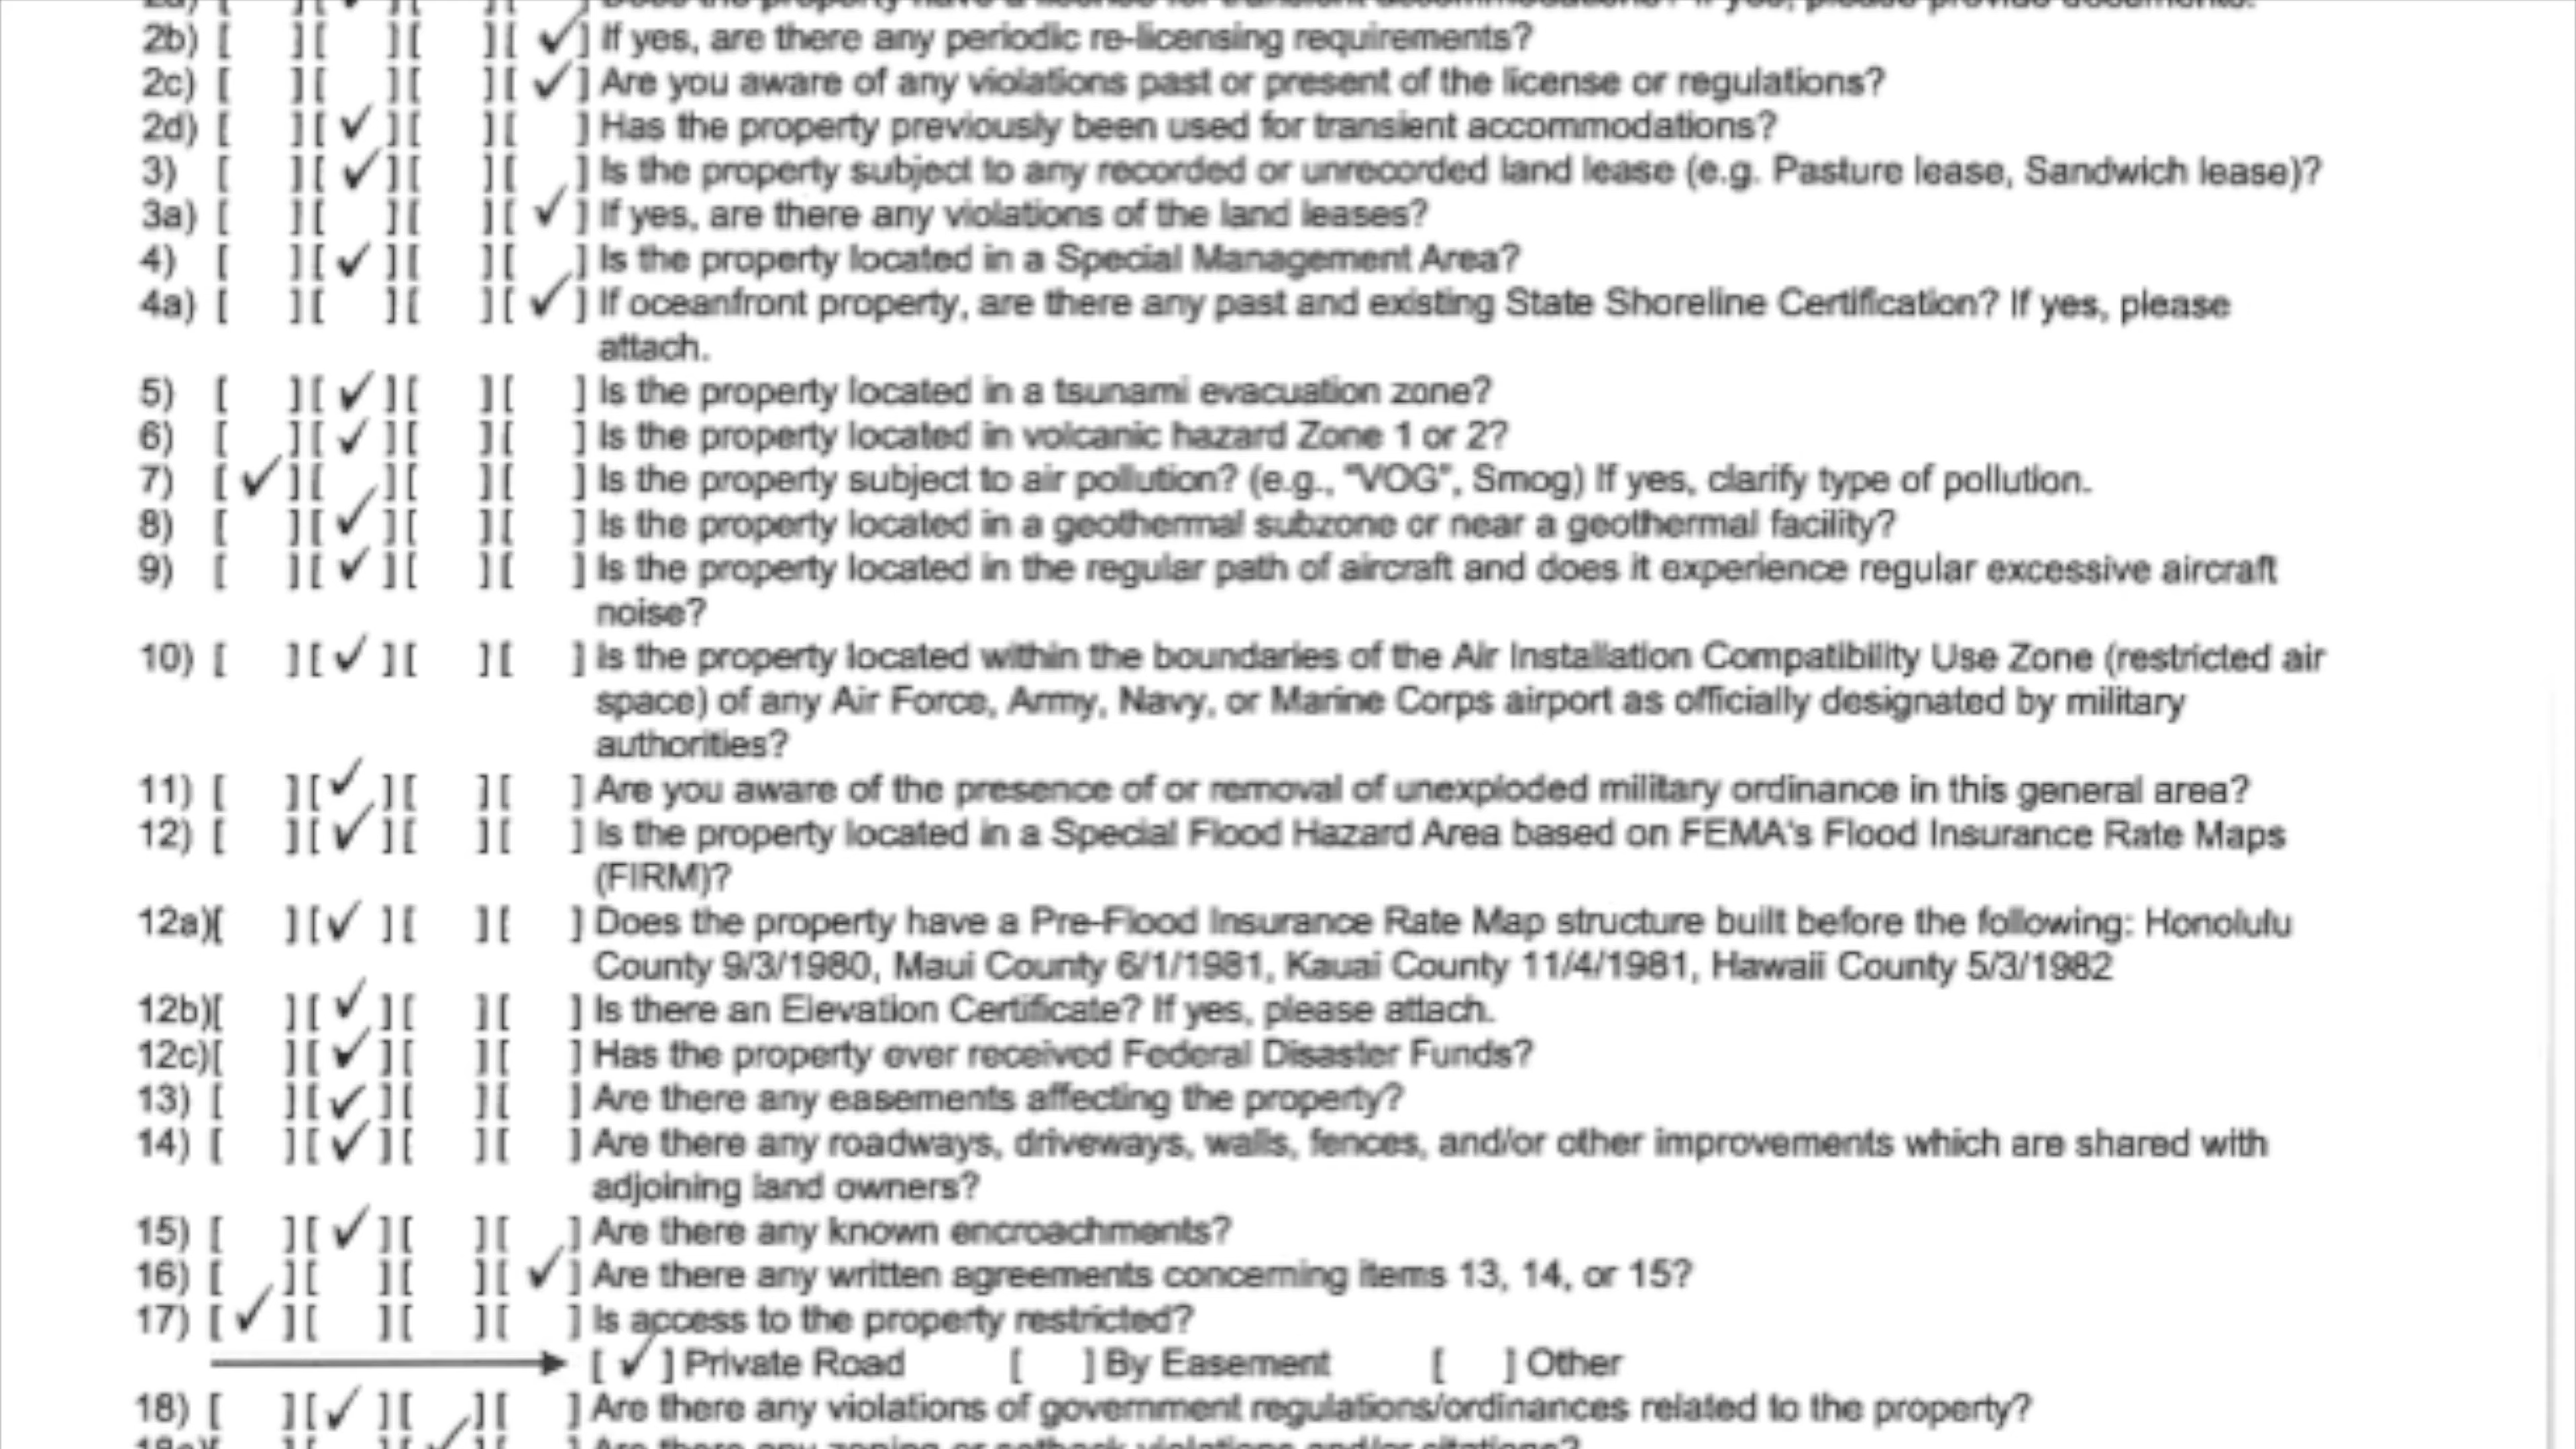 2b) [ ][ ][ ][ ✓] If yes, are there any periodic re-licensing requirements?
2c) [ ][ ][ ][ ✓] Are you aware of any violations past or present of the license or regulations?
2d) [ ][ ✓][ ][ ] Has the property previously been used for transient accommodations?
3) [ ][ ✓][ ][ ] Is the property subject to any recorded or unrecorded land lease (e.g. Pasture lease, Sandwich lease)?
3a) [ ][ ][ ][ ✓] If yes, are there any violations of the land leases?
4) [ ][ ✓][ ][ ] Is the property located in a Special Management Area?
4a) [ ][ ][ ][ ✓] If oceanfront property, are there any past and existing State Shoreline Certification? If yes, please
attach.
5) [ ][ ✓][ ][ ] Is the property located in a tsunami evacuation zone?
6) [ ][ ✓][ ][ ] Is the property located in volcanic hazard Zone 1 or 2?
7) [ ✓][ ][ ][ ] Is the property subject to air pollution? (e.g., "VOG", Smog) If yes, clarify type of pollution.
8) [ ][ ✓][ ][ ] Is the property located in a geothermal subzone or near a geothermal facility?
9) [ ][ ✓][ ][ ] Is the property located in the regular path of aircraft and does it experience regular excessive aircraft
noise?
10) [ ][ ✓][ ][ ] Is the property located within the boundaries of the Air Installation Compatibility Use Zone (restricted air
space) of any Air Force, Army, Navy, or Marine Corps airport as officially designated by military
authorities?
11) [ ][ ✓][ ][ ] Are you aware of the presence of or removal of unexploded military ordinance in this general area?
12) [ ][ ✓][ ][ ] Is the property located in a Special Flood Hazard Area based on FEMA's Flood Insurance Rate Maps
(FIRM)?
12a)[ ][ ✓][ ][ ] Does the property have a Pre-Flood Insurance Rate Map structure built before the following: Honolulu
County 9/3/1980, Maui County 6/1/1981, Kauai County 11/4/1981, Hawaii County 5/3/1982
12b)[ ][ ✓][ ][ ] Is there an Elevation Certificate? If yes, please attach.
12c)[ ][ ✓][ ][ ] Has the property ever received Federal Disaster Funds?
13) [ ][ ✓][ ][ ] Are there any easements affecting the property?
14) [ ][ ✓][ ][ ] Are there any roadways, driveways, walls, fences, and/or other improvements which are shared with
adjoining land owners?
15) [ ][ ✓][ ][ ] Are there any known encroachments?
16) [ ][ ][ ][ ✓] Are there any written agreements concerning items 13, 14, or 15?
17) [ ✓][ ][ ][ ] Is access to the property restricted?
[ ✓] Private Road [ ] By Easement [ ] Other
18) [ ][ ✓][ ][ ] Are there any violations of government regulations/ordinances related to the property?